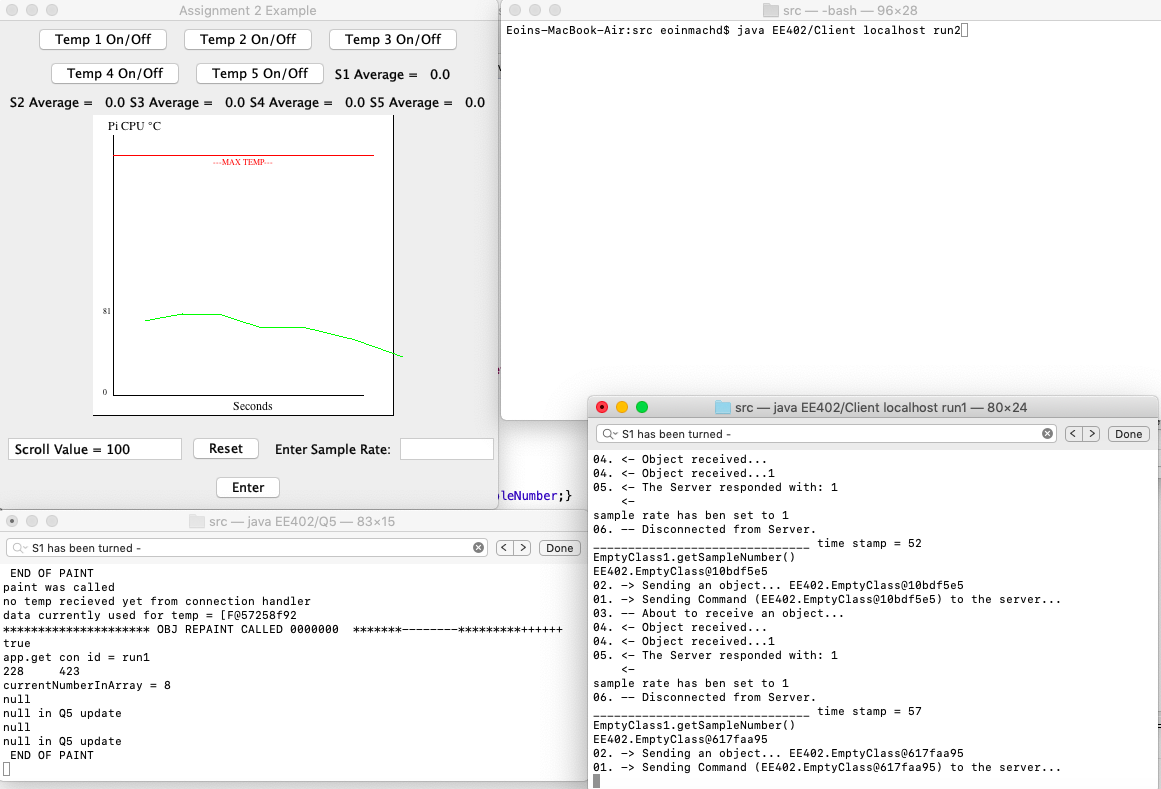 Assignment 2 Example
Temp 1 On/Off Temp 2 On/Off Temp 3 On/Off
Temp 4 On/Off Temp 5 On/Off S1 Average = 0.0
S2 Average = 0.0 S3 Average = 0.0 S4 Average = 0.0 S5 Average = 0.0
Pi CPU °C
---MAX TEMP---
81
0
Seconds
Scroll Value = 100 Reset Enter Sample Rate:
Enter
src — -bash — 96×28
Eoins-MacBook-Air:src eoinmachd$ java EE402/Client localhost run2
leNumber;}
src — java EE402/Q5 — 83×15
S1 has been turned - < > Done
END OF PAINT
paint was called
no temp recieved yet from connection handler
data currently used for temp = [F@57258f92
********************* OBJ REPAINT CALLED 0000000 *******--------*********++++++
true
app.get con id = run1
228 423
currentNumberInArray = 8
null
null in Q5 update
null
null in Q5 update
END OF PAINT
src — java EE402/Client localhost run1 — 80×24
S1 has been turned - < > Done
04. <- Object received...
04. <- Object received...1
05. <- The Server responded with: 1
<-
sample rate has ben set to 1
06. -- Disconnected from Server.
_______________________________ time stamp = 52
EmptyClass1.getSampleNumber()
EE402.EmptyClass@10bdf5e5
02. -> Sending an object... EE402.EmptyClass@10bdf5e5
01. -> Sending Command (EE402.EmptyClass@10bdf5e5) to the server...
03. -- About to receive an object...
04. <- Object received...
04. <- Object received...1
05. <- The Server responded with: 1
<-
sample rate has ben set to 1
06. -- Disconnected from Server.
_______________________________ time stamp = 57
EmptyClass1.getSampleNumber()
EE402.EmptyClass@617faa95
02. -> Sending an object... EE402.EmptyClass@617faa95
01. -> Sending Command (EE402.EmptyClass@617faa95) to the server...